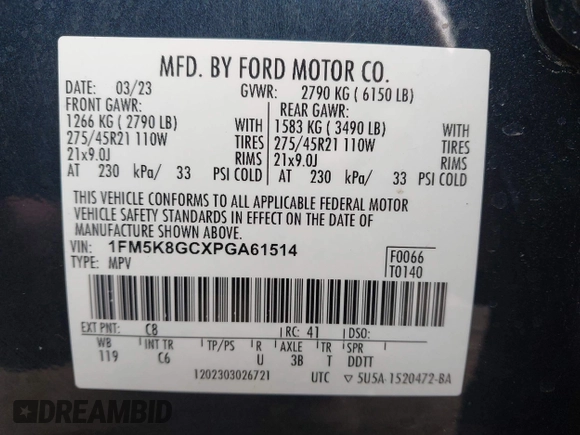 MFD. BY FORD MOTOR CO.
DATE: 03/23 GVWR: 2790 KG ( 6150 LB)
FRONT GAWR: REAR GAWR:
1266 KG ( 2790 LB) WITH 1583 KG ( 3490 LB) WITH
275/45R21 110W TIRES 275/45R21 110W TIRES
21x9.0J RIMS 21x9.0J RIMS
AT 230 kPa/ 33 PSI COLD AT 230 kPa/ 33 PSI COLD
THIS VEHICLE CONFORMS TO ALL APPLICABLE FEDERAL MOTOR
VEHICLE SAFETY STANDARDS IN EFFECT ON THE DATE OF
MANUFACTURE SHOWN ABOVE.
VIN: 1FM5K8GCXPGA61514 F0066
TYPE: MPV T0140
EXT PNT: C8 RC: 41 DSO:
WB INT TR TP/PS R AXLE TR SPR
119 C6 U 3B T DDTT
1202303026721 UTC ▽ 5U5A-1520472-BA
DREAMBID